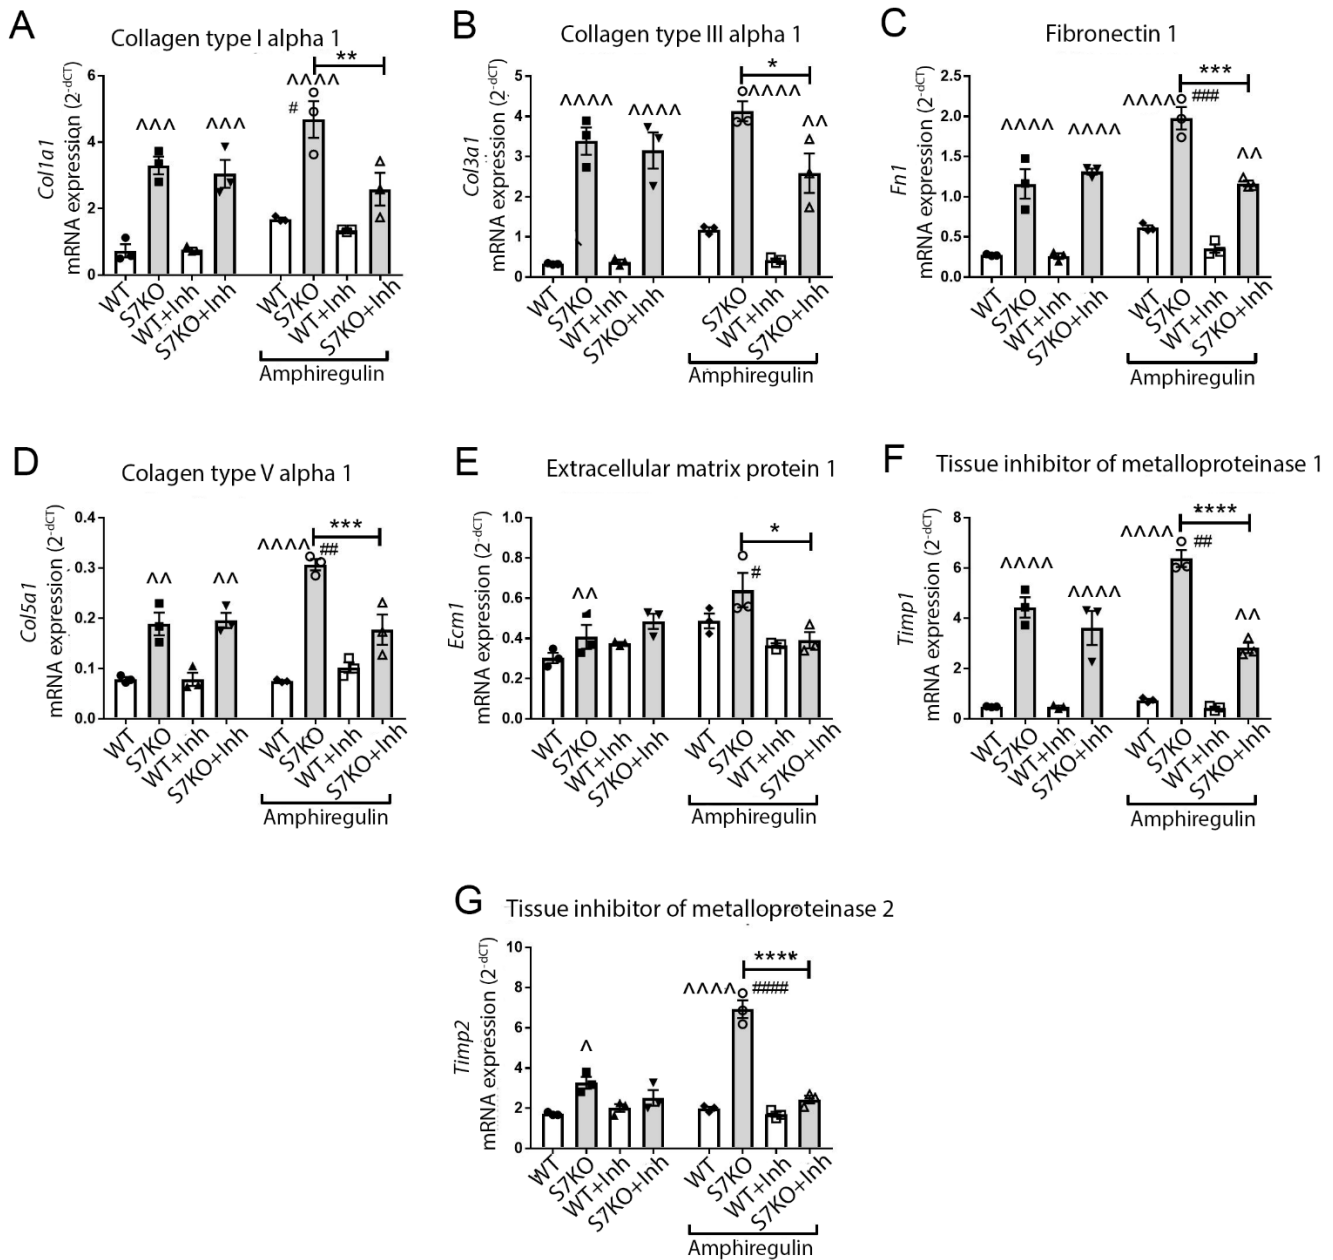 A
Collagen type I alpha 1
Col1a1
mRNA expression (2-dCT)
6
4
2
0
^^^
^^^
#
^^^^
**
WT
S7KO
WT+Inh
S7KO+Inh
WT
S7KO
WT+Inh
S7KO+Inh
Amphiregulin
B
Collagen type III alpha 1
Col3a1
mRNA expression (2-dCT)
5
4
3
2
1
0
^^^^
^^^^
^^^^
*
^^
WT
S7KO
WT+Inh
S7KO+Inh
WT
S7KO
WT+Inh
S7KO+Inh
Amphiregulin
C
Fibronectin 1
Fn1
mRNA expression (2-dCT)
2.5
2.0
1.5
1.0
0.5
0.0
^^^^
^^^^
^^^^
***
###
^^
WT
S7KO
WT+Inh
S7KO+Inh
WT
S7KO
WT+Inh
S7KO+Inh
Amphiregulin
D
Colagen type V alpha 1
Col5a1
mRNA expression (2-dCT)
0.4
0.3
0.2
0.1
0.0
^^
^^
^^^^
***
##
WT
S7KO
WT+Inh
S7KO+Inh
WT
S7KO
WT+Inh
S7KO+Inh
Amphiregulin
E
Extracellular matrix protein 1
Ecm1
mRNA expression (2-dCT)
1.0
0.8
0.6
0.4
0.2
0.0
^^
*
#
WT
S7KO
WT+Inh
S7KO+Inh
WT
S7KO
WT+Inh
S7KO+Inh
Amphiregulin
F
Tissue inhibitor of metalloproteinase 1
Timp1
mRNA expression (2-dCT)
8
6
4
2
0
^^^^
^^^^
^^^^
****
##
^^
WT
S7KO
WT+Inh
S7KO+Inh
WT
S7KO
WT+Inh
S7KO+Inh
Amphiregulin
G
Tissue inhibitor of metalloproteinase 2
Timp2
mRNA expression (2-dCT)
10
8
6
4
2
0
^
^^^^
****
####
WT
S7KO
WT+Inh
S7KO+Inh
WT
S7KO
WT+Inh
S7KO+Inh
Amphiregulin